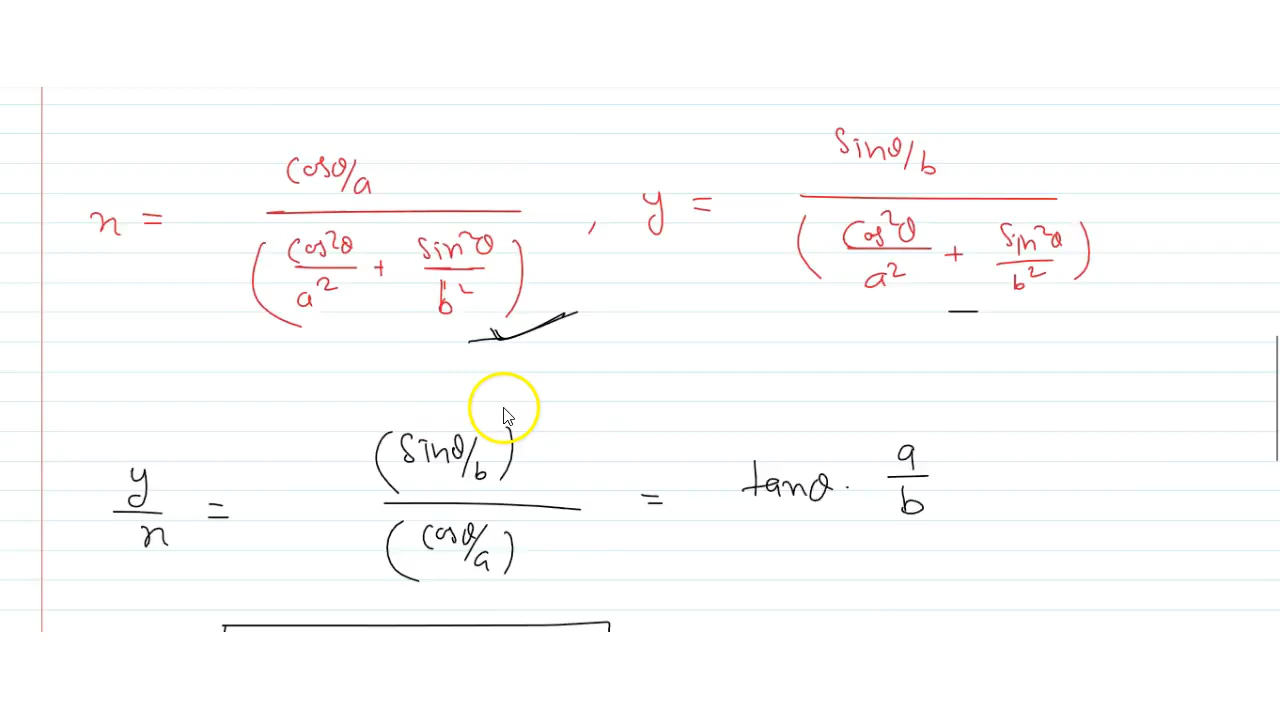 x = (cosθ/a) / (cos²θ/a² + sin²θ/b²) , y = (sinθ/b) / (cos²θ/a² + sin²θ/b²)
y/x = (sinθ/b) / (cosθ/a) = tanθ · a/b